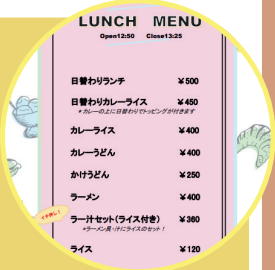 LUNCH MENU
Open12:50 Close13:25
日替わりランチ ¥500
日替わりカレーライス ¥450
*カレーの上に日替わりでトッピングが付きます
カレーライス ¥400
カレーうどん ¥400
かけうどん ¥250
ラーメン ¥400
イチ押し!
ラー汁セット(ライス付き) ¥360
*ラーメン具・汁にライスのセット!
ライス ¥120